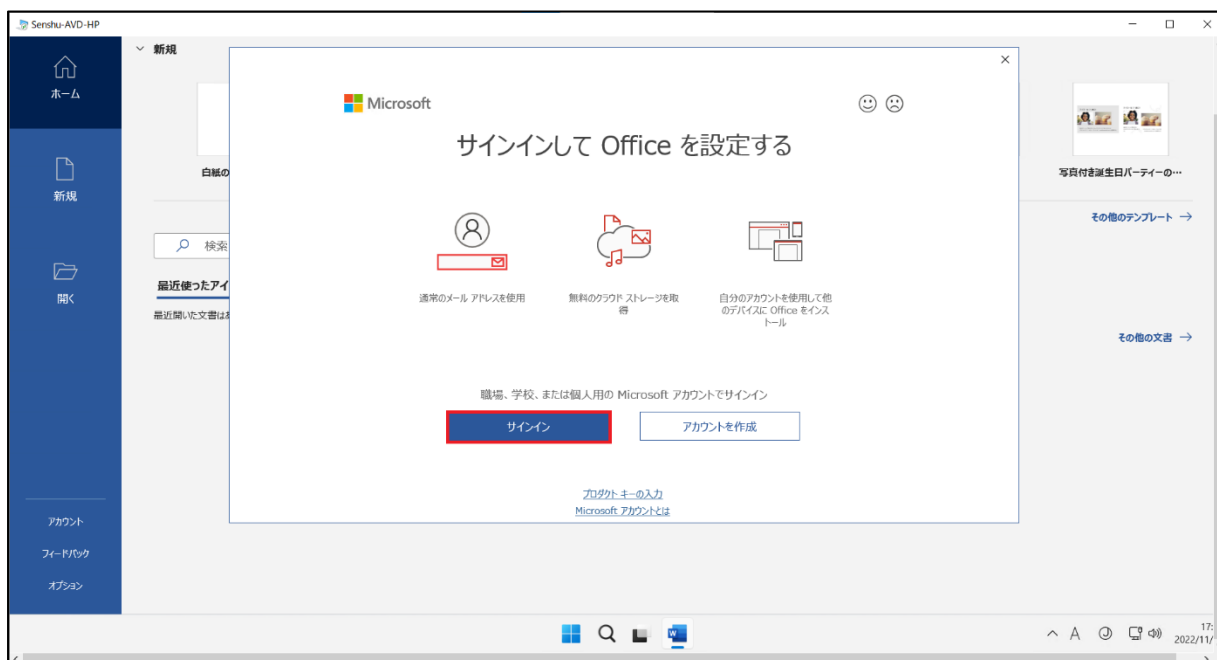 Senshu-AVD-HP
ホーム
新規
開く
アカウント
フィードバック
オプション
新規
白紙の
検索
最近使ったアイ
最近開いた文書は
Microsoft
サインインして Office を設定する
通常のメール アドレスを使用
無料のクラウド ストレージを取
得
自分のアカウントを使用して他
のデバイスに Office をインス
トール
職場、学校、または個人用の Microsoft アカウントでサインイン
サインイン
アカウントを作成
プロダクト キーの入力
Microsoft アカウントとは
写真付き誕生日パーティーの…
その他のテンプレート →
その他の文書 →
A
17:
2022/11/